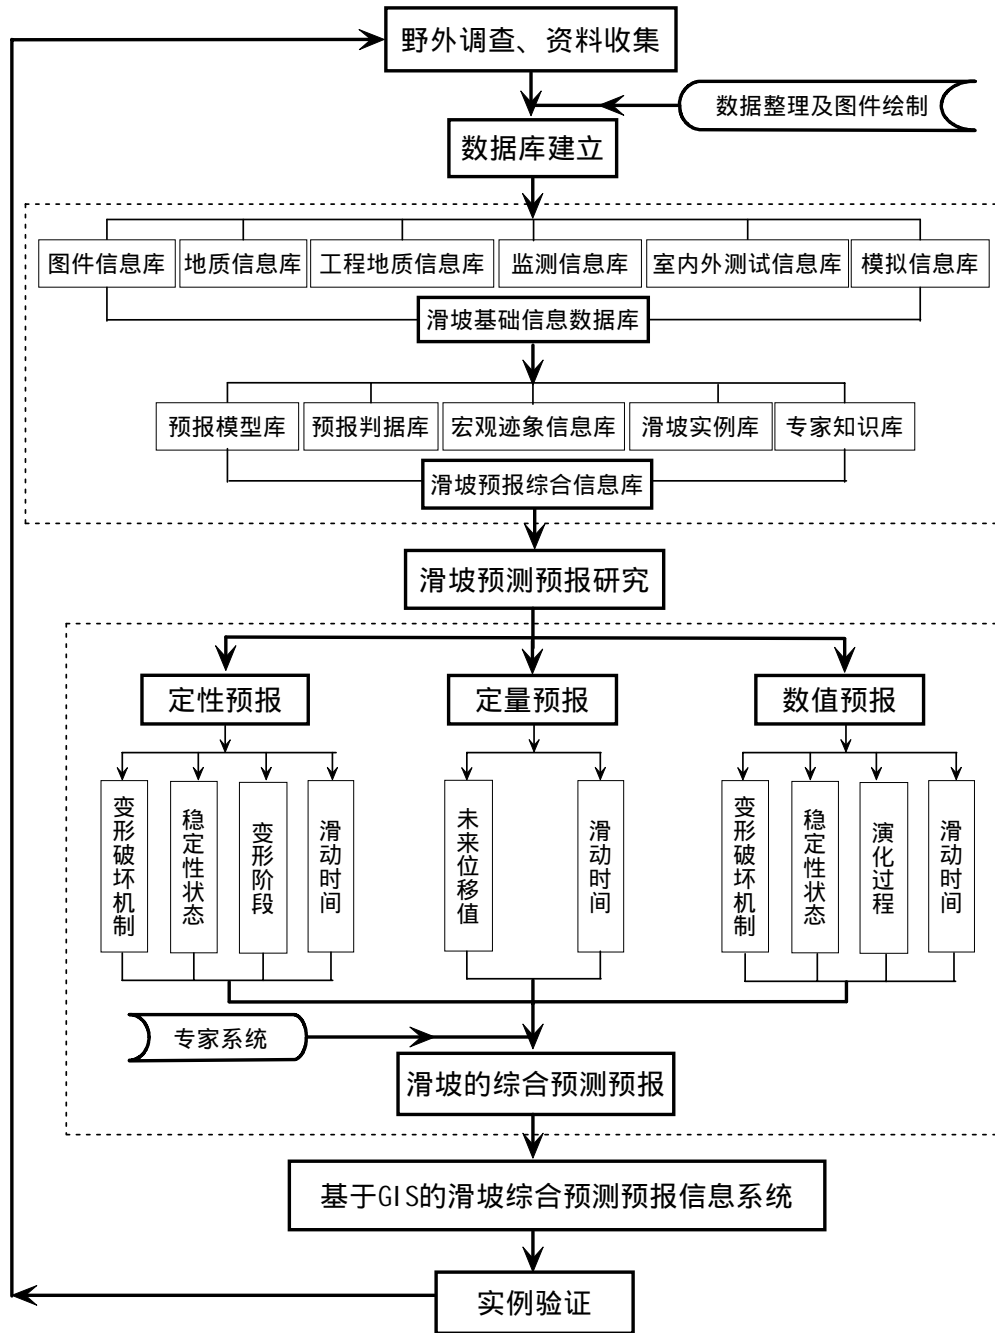 野外调查、资料收集
数据整理及图件绘制
数据库建立
图件信息库
地质信息库
工程地质信息库
监测信息库
室内外测试信息库
模拟信息库
滑坡基础信息数据库
预报模型库
预报判据库
宏观迹象信息库
滑坡实例库
专家知识库
滑坡预报综合信息库
滑坡预测预报研究
定性预报
定量预报
数值预报
变形破坏机制
稳定性状态
变形阶段
滑动时间
未来位移值
滑动时间
变形破坏机制
稳定性状态
演化过程
滑动时间
专家系统
滑坡的综合预测预报
基于GIS的滑坡综合预测预报信息系统
实例验证